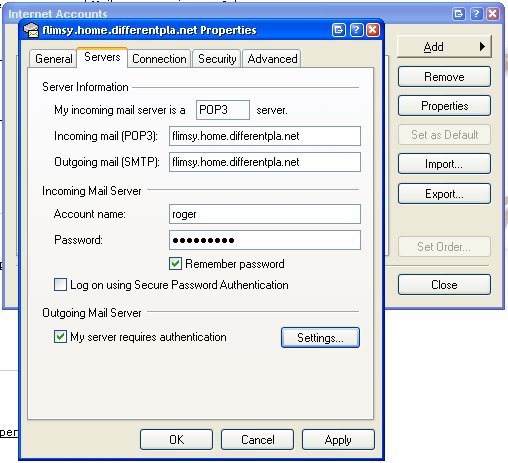 Internet Accounts
flimsy.home.differentpla.net Properties
General Servers Connection Security Advanced
Server Information
My incoming mail server is a POP3 server.
Incoming mail (POP3): flimsy.home.differentpla.net
Outgoing mail (SMTP): flimsy.home.differentpla.net
Incoming Mail Server
Account name: roger
Password: ●●●●●●●●●
Remember password
Log on using Secure Password Authentication
Outgoing Mail Server
My server requires authentication Settings...
OK Cancel Apply
Add
Remove
Properties
Set as Default
Import...
Export...
Set Order...
Close